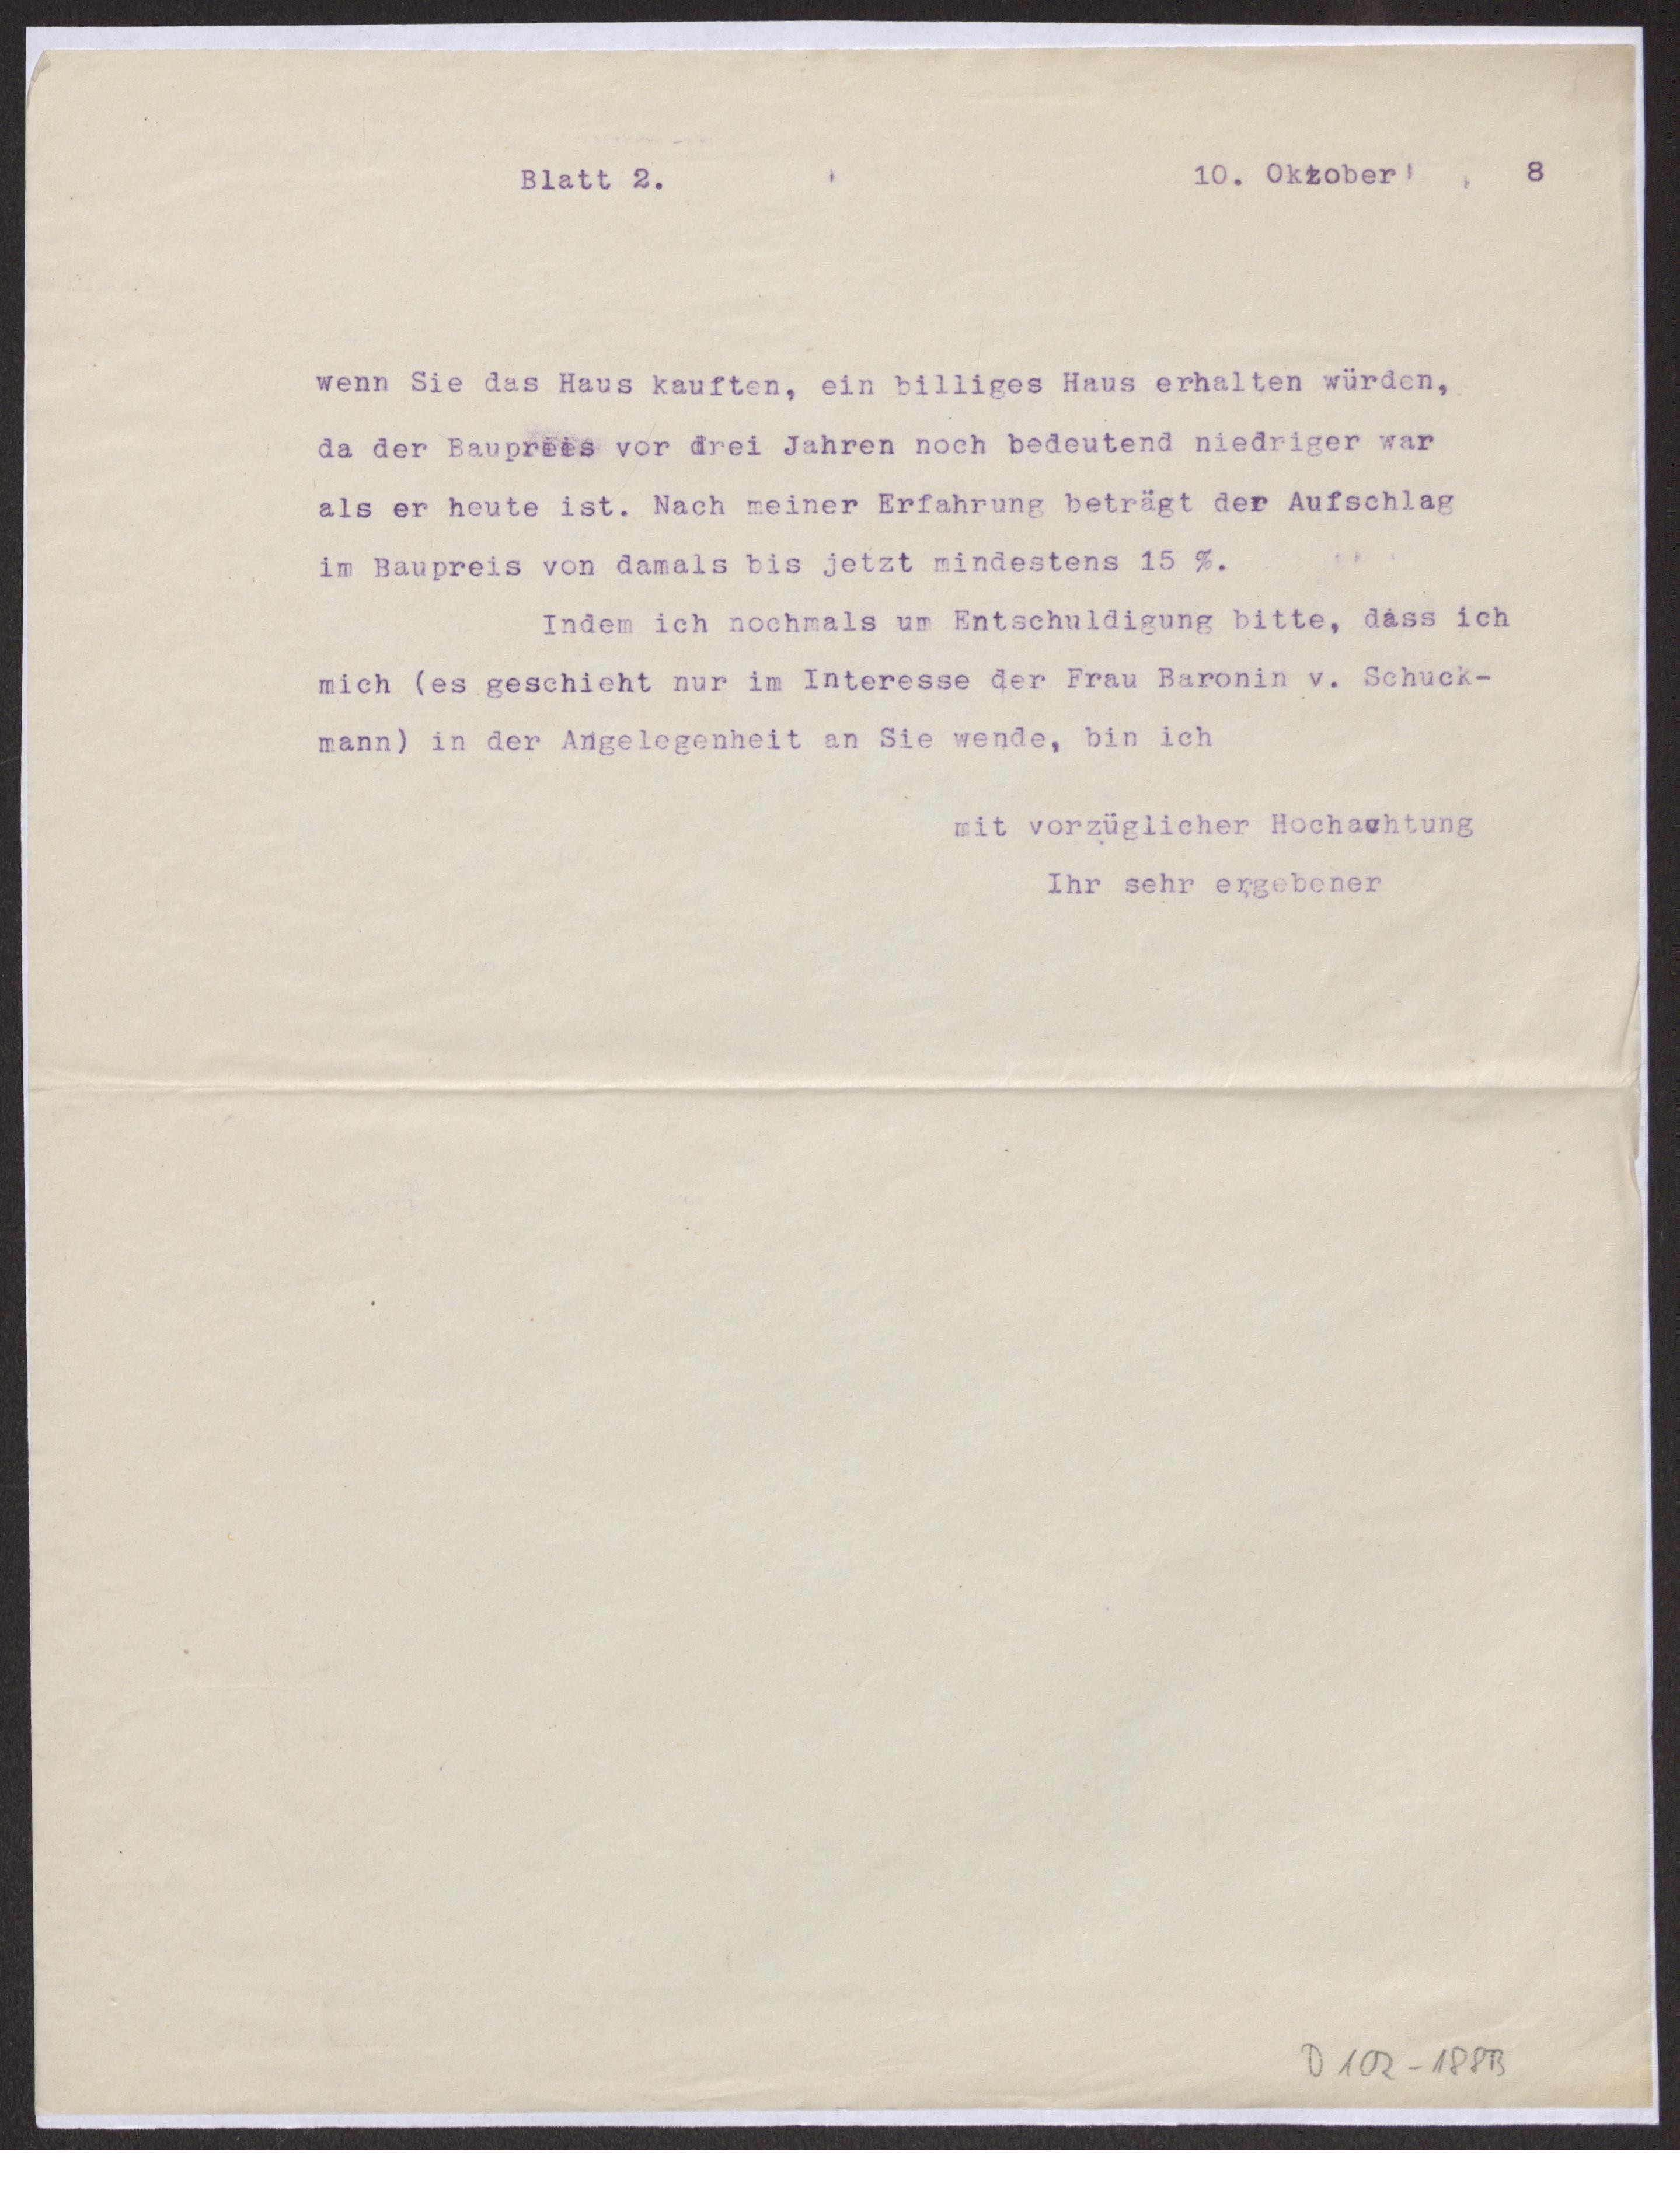 Blatt 2. 10. Oktober 8
wenn Sie das Haus kauften, ein billiges Haus erhalten würden,
da der Baupreis vor drei Jahren noch bedeutend niedriger war
als er heute ist. Nach meiner Erfahrung beträgt der Aufschlag
im Baupreis von damals bis jetzt mindestens 15 %.
Indem ich nochmals um Entschuldigung bitte, dass ich
mich (es geschieht nur im Interesse der Frau Baronin v. Schuck-
mann) in der Angelegenheit an Sie wende, bin ich
mit vorzüglicher Hochachtung
Ihr sehr ergebener
D 102 - 188B